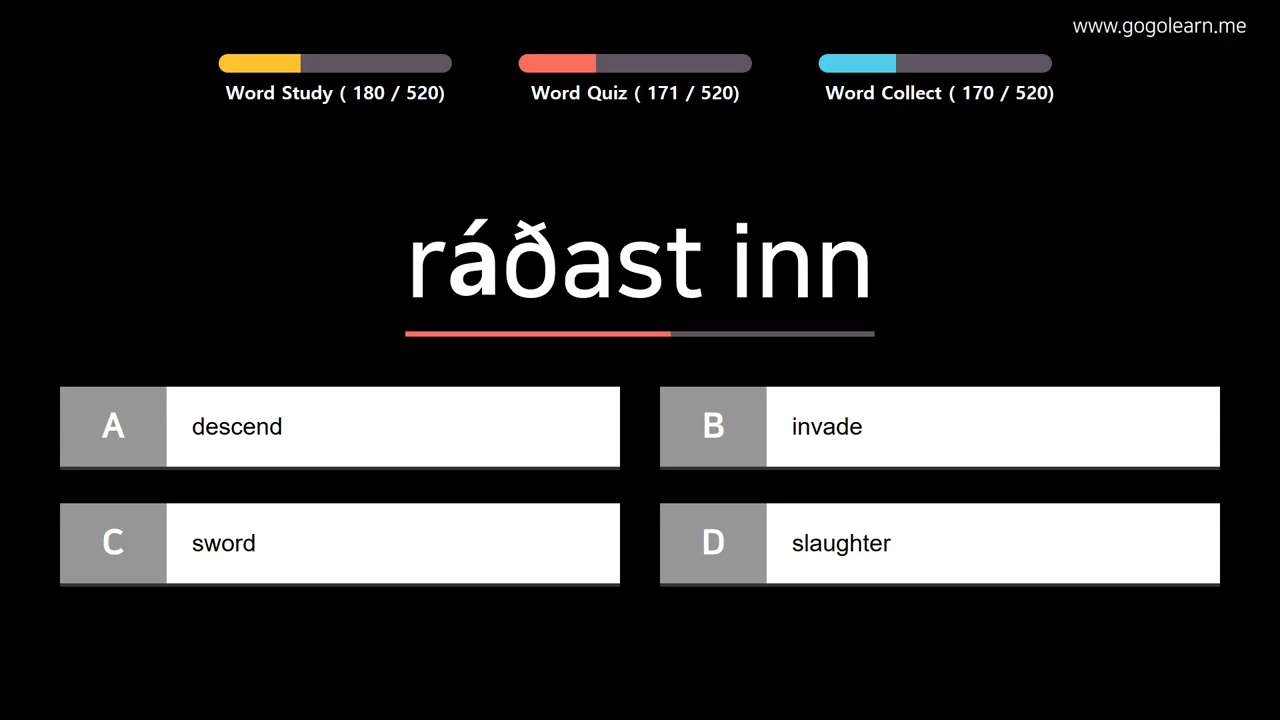 www.gogolearn.me
Word Study ( 180 / 520)
Word Quiz ( 171 / 520)
Word Collect ( 170 / 520)
ráðast inn
A
descend
B
invade
C
sword
D
slaughter